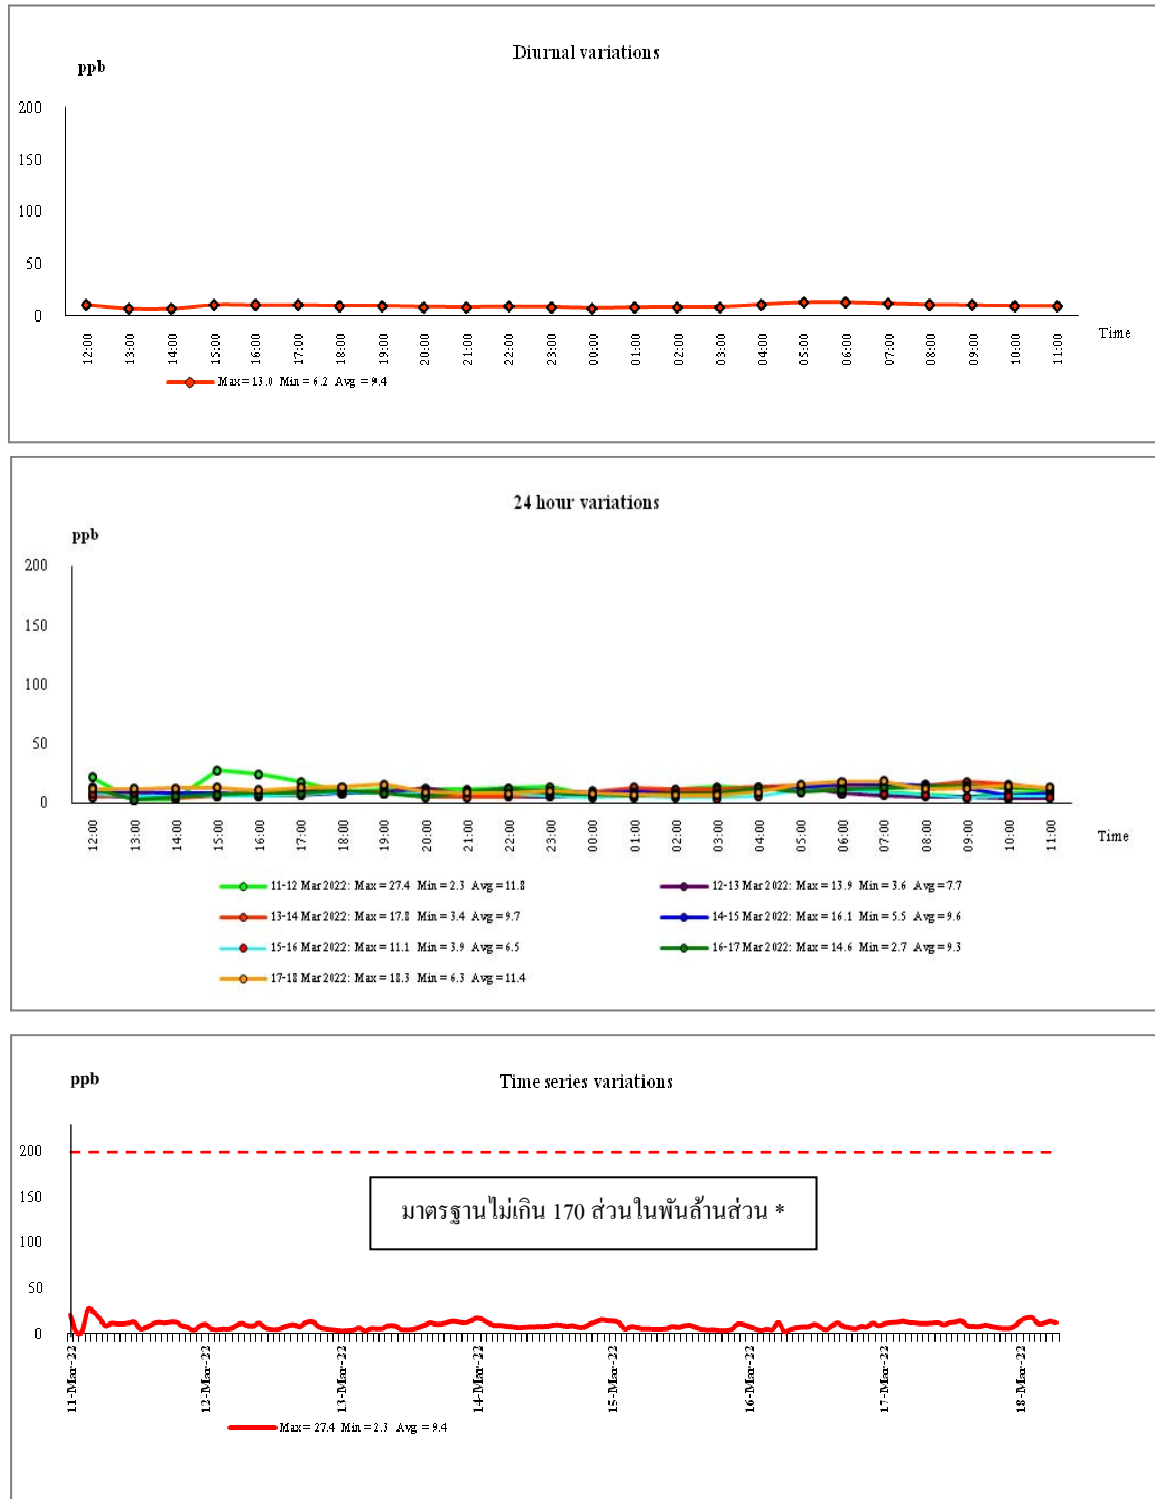 Diurnal variations
ppb
200
150
100
50
0
12:00 13:00 14:00 15:00 16:00 17:00 18:00 19:00 20:00 21:00 22:00 23:00 00:00 01:00 02:00 03:00 04:00 05:00 06:00 07:00 08:00 09:00 10:00 11:00
Time
Max = 13.0 Min = 6.2 Avg = 9.4
24 hour variations
ppb
200
150
100
50
0
12:00 13:00 14:00 15:00 16:00 17:00 18:00 19:00 20:00 21:00 22:00 23:00 00:00 01:00 02:00 03:00 04:00 05:00 06:00 07:00 08:00 09:00 10:00 11:00
Time
11-12 Mar 2022: Max = 27.4 Min = 2.3 Avg = 11.8
12-13 Mar 2022: Max = 13.9 Min = 3.6 Avg = 7.7
13-14 Mar 2022: Max = 17.8 Min = 3.4 Avg = 9.7
14-15 Mar 2022: Max = 16.1 Min = 5.5 Avg = 9.6
15-16 Mar 2022: Max = 11.1 Min = 3.9 Avg = 6.5
16-17 Mar 2022: Max = 14.6 Min = 2.7 Avg = 9.3
17-18 Mar 2022: Max = 18.3 Min = 6.3 Avg = 11.4
Time series variations
ppb
200
150
100
50
0
มาตรฐานไม่เกิน 170 ส่วนในพันล้านส่วน *
11-Mar-22 12-Mar-22 13-Mar-22 14-Mar-22 15-Mar-22 16-Mar-22 17-Mar-22 18-Mar-22
Max = 27.4 Min = 2.3 Avg = 9.4